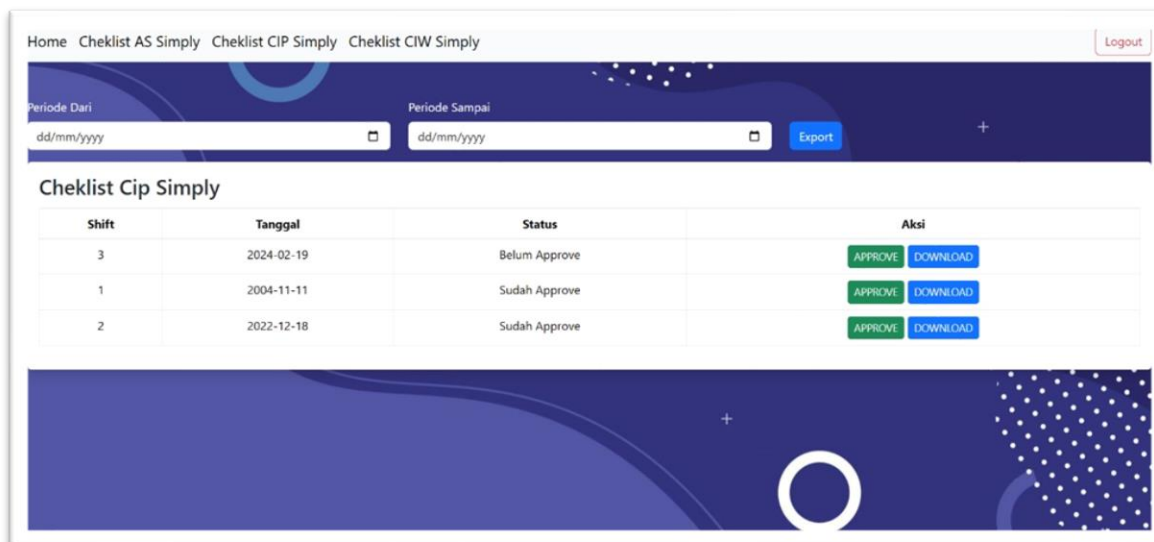 Home Cheklist AS Simply Cheklist CIP Simply Cheklist CIW Simply Logout
Periode Dari Periode Sampai
dd/mm/yyyy dd/mm/yyyy Export
Cheklist Cip Simply
Shift Tanggal Status Aksi
3 2024-02-19 Belum Approve APPROVE DOWNLOAD
1 2004-11-11 Sudah Approve APPROVE DOWNLOAD
2 2022-12-18 Sudah Approve APPROVE DOWNLOAD